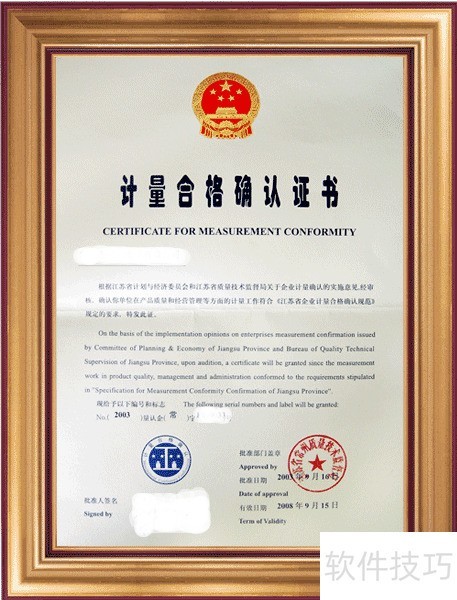 计量合格确认证书
CERTIFICATE FOR MEASUREMENT CONFORMITY
根据江苏省计划与经济委员会和江苏省质量技术监督局关于企业计量确认的实施意见,经审
核,确认你单位在产品质量和经营管理等方面的计量工作符合《江苏省企业计量合格确认规范》
规定的要求,特发此证。
On the basis of the implementation opinions on enterprises measurement confirmation issued
by Committee of Planning & Economy of Jiangsu Province and Bureau of Quality Technical
Supervision of Jiangsu Province, upon audition, a certificate will be granted since the measurement
work in product quality, management and administration conformed to the requirements stipulated
in "Specification for Measurement Conformity Confirmation of Jiangsu Province".
现给予以下编号和标志 The following serial numbers and label will be granted:
No.( 2003 )量认企( 常 )字
批准部门盖章
Approved by
批准日期 2003年9月16日
Date of approval
批准人签名
Signed by
有效日期 2008年9月15日
Term of Validity
软件技巧